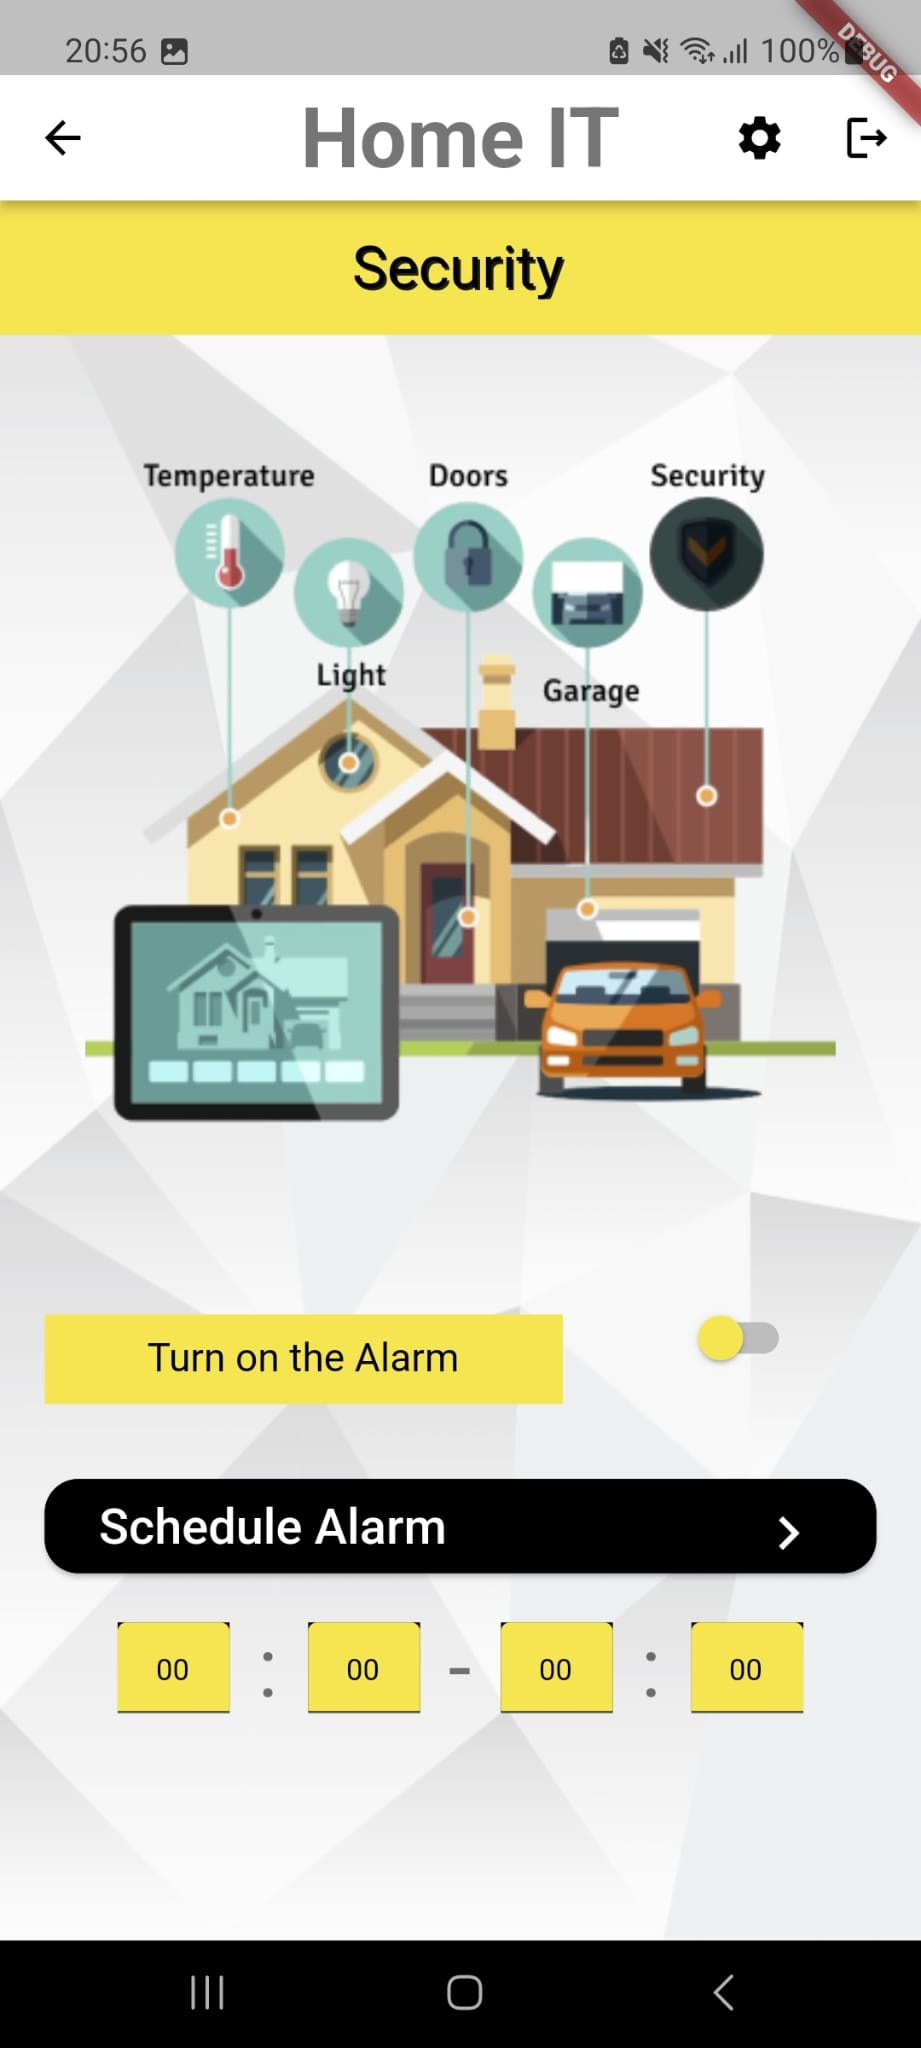 20:56
100%
DEBUG
Home IT
Security
Temperature
Doors
Security
Light
Garage
Turn on the Alarm
Schedule Alarm
00 : 00 - 00 : 00